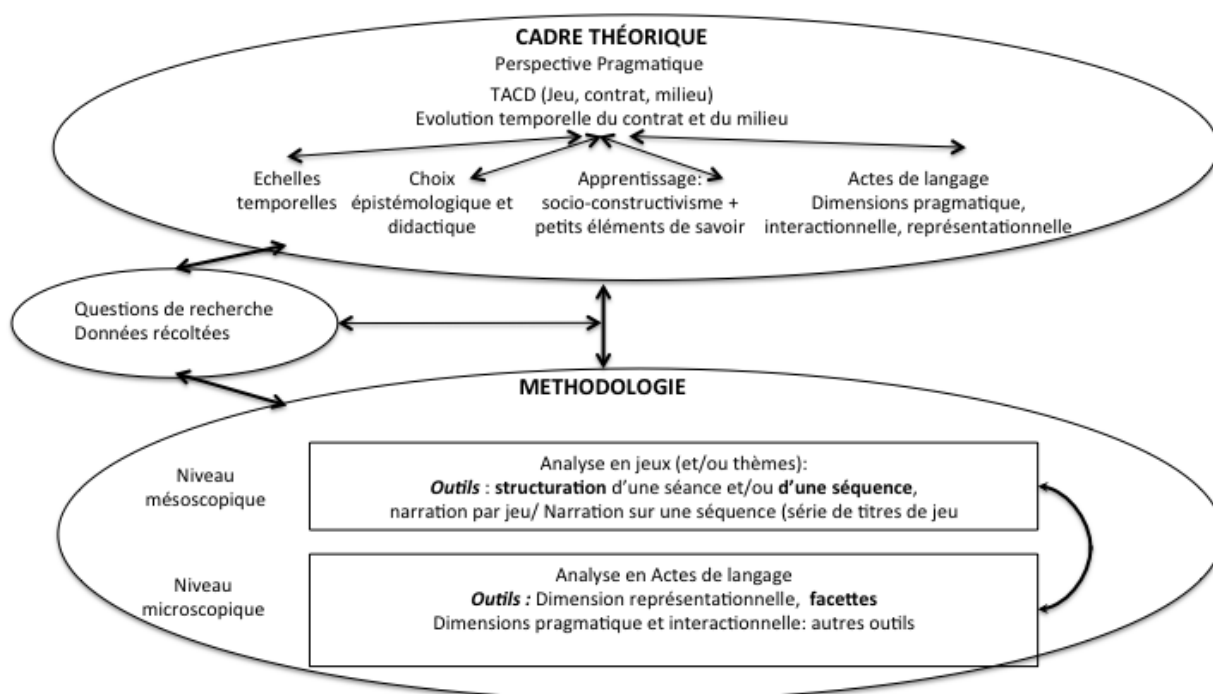 CADRE THÉORIQUE
Perspective Pragmatique
TACD (Jeu, contrat, milieu)
Evolution temporelle du contrat et du milieu
Echelles
temporelles
Choix
épistémologique et
didactique
Apprentissage:
socio-constructivisme +
petits éléments de savoir
Actes de langage
Dimensions pragmatique,
interactionnelle, représentationnelle
Questions de recherche
Données récoltées
METHODOLOGIE
Niveau
mésoscopique
Analyse en jeux (et/ou thèmes):
Outils : structuration d'une séance et/ou d'une séquence,
narration par jeu/ Narration sur une séquence (série de titres de jeu
Niveau
microscopique
Analyse en Actes de langage
Outils : Dimension représentationnelle, facettes
Dimensions pragmatique et interactionnelle: autres outils